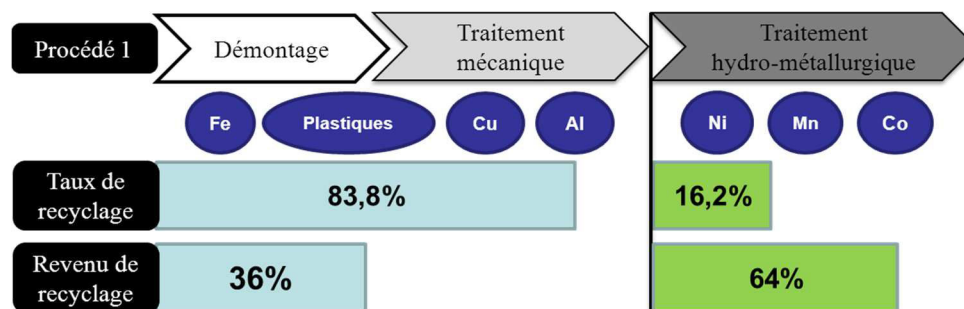 Procédé 1
Démontage
Traitement
mécanique
Traitement
hydro-métallurgique
Fe
Plastiques
Cu
Al
Ni
Mn
Co
Taux de
recyclage
83,8%
16,2%
Revenu de
recyclage
36%
64%